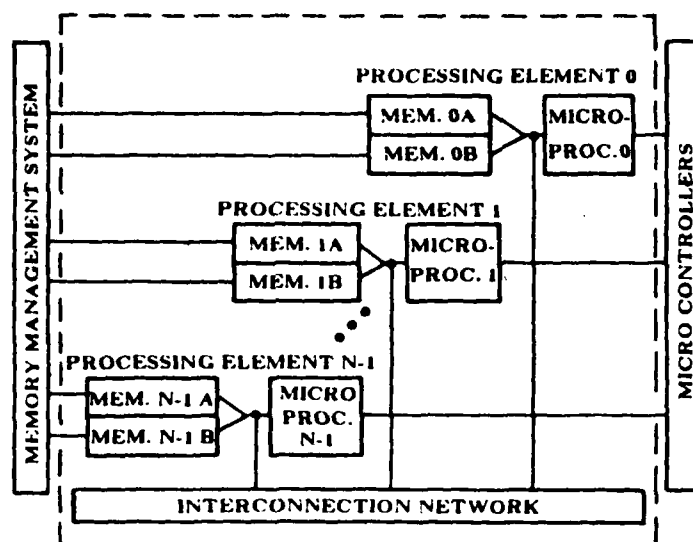 MEMORY MANAGEMENT SYSTEM
PROCESSING ELEMENT 0
MEM. 0A
MEM. 0B
MICRO-
PROC. 0
PROCESSING ELEMENT 1
MEM. 1A
MEM. 1B
MICRO-
PROC. 1
PROCESSING ELEMENT N-1
MEM. N-1 A
MEM. N-1 B
MICRO
PROC.
N-1
INTERCONNECTION NETWORK
MICRO CONTROLLERS